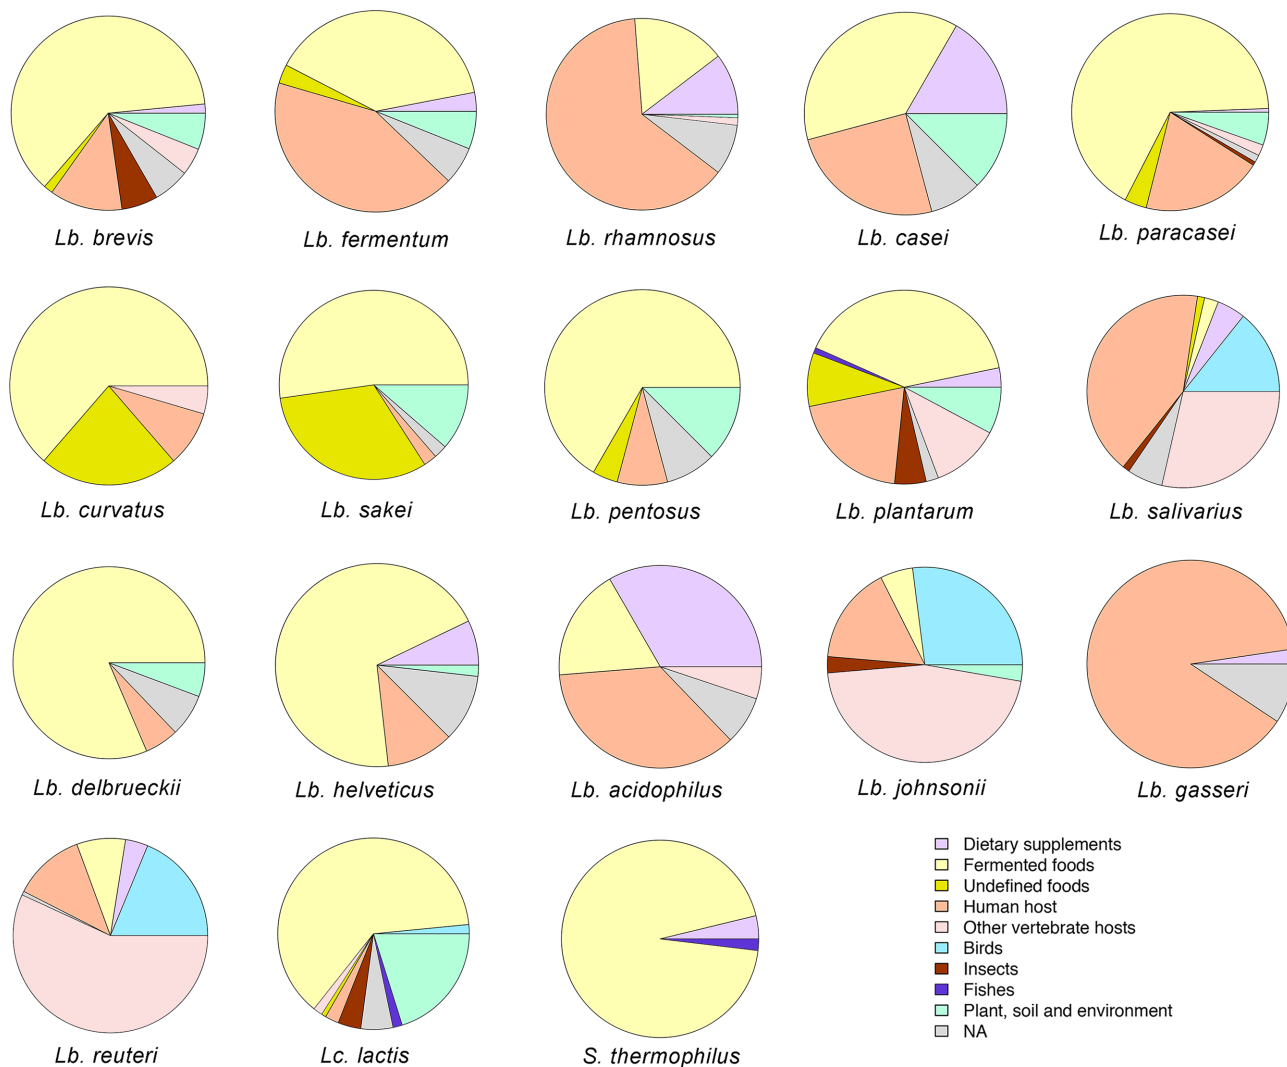 Lb. brevis
Lb. fermentum
Lb. rhamnosus
Lb. casei
Lb. paracasei
Lb. curvatus
Lb. sakei
Lb. pentosus
Lb. plantarum
Lb. salivarius
Lb. delbrueckii
Lb. helveticus
Lb. acidophilus
Lb. johnsonii
Lb. gasseri
Lb. reuteri
Lc. lactis
S. thermophilus
Dietary supplements
Fermented foods
Undefined foods
Human host
Other vertebrate hosts
Birds
Insects
Fishes
Plant, soil and environment
NA